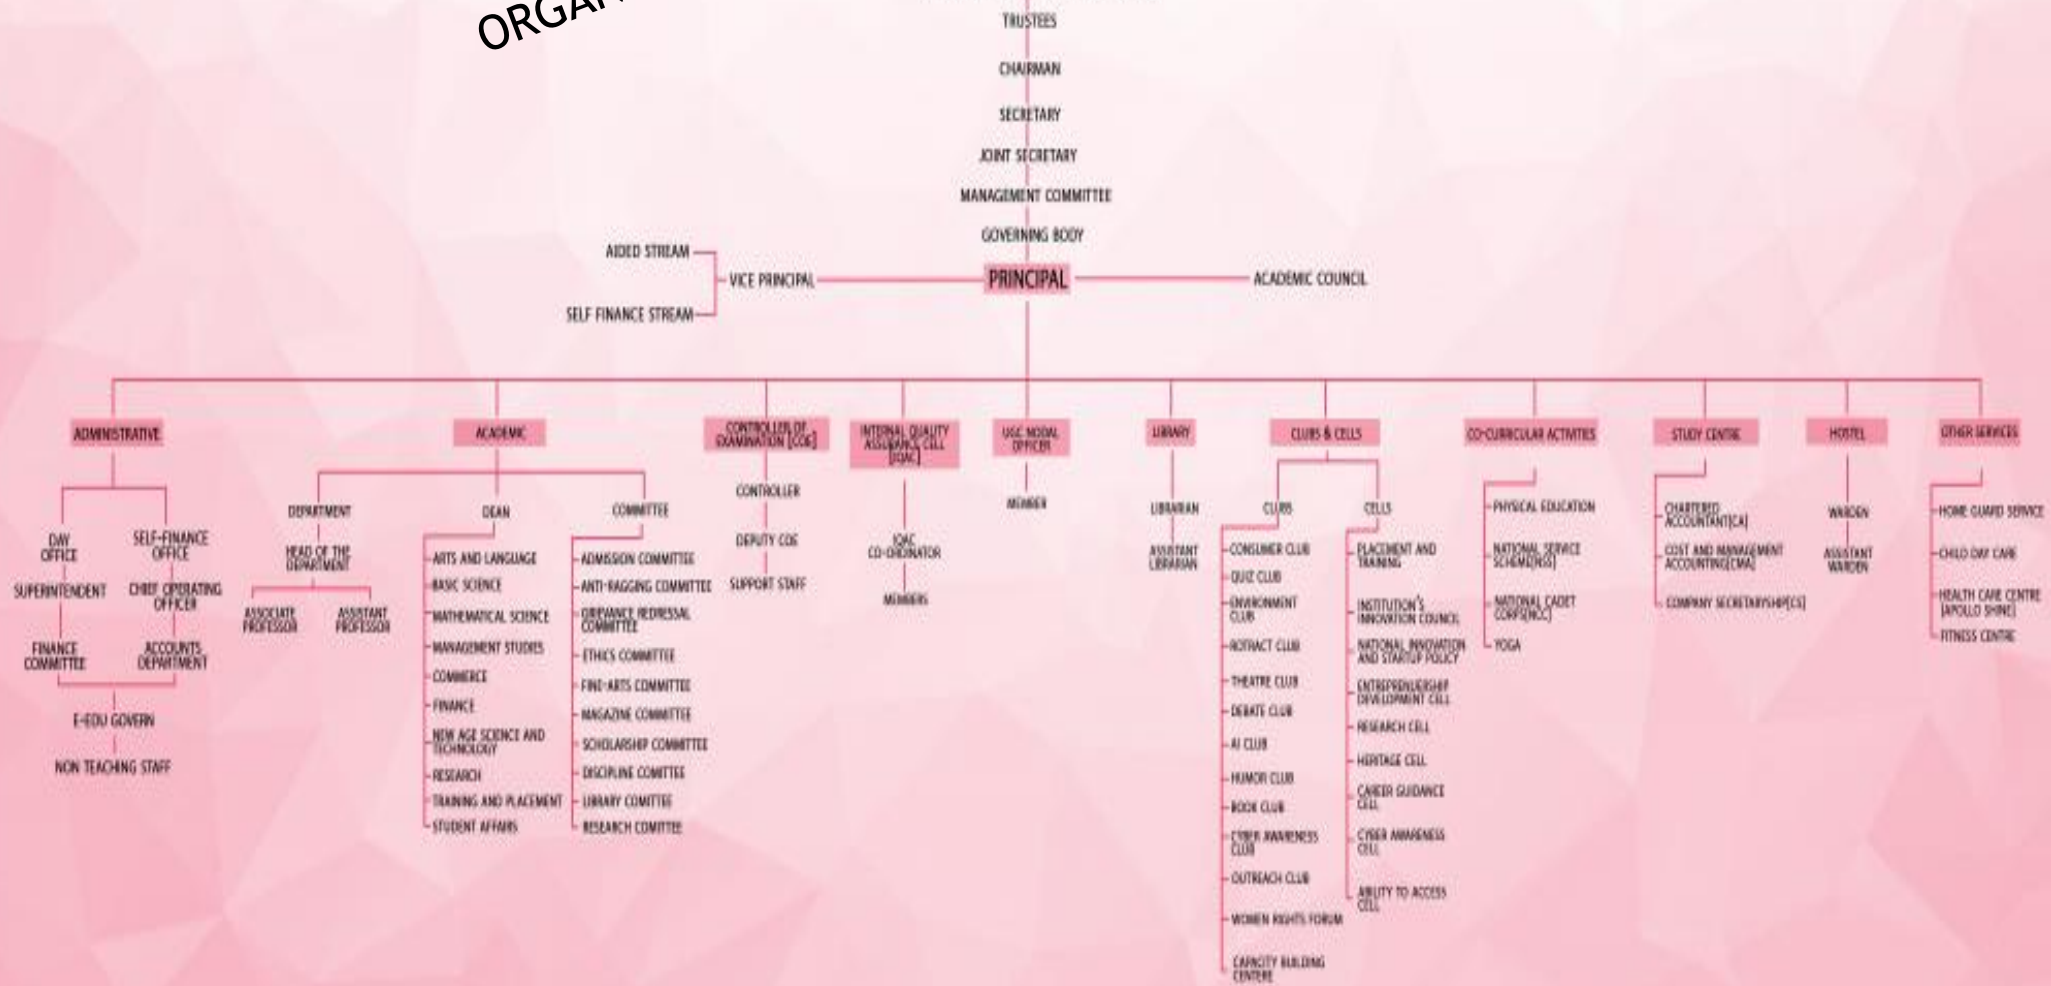 ORGAN
TRUSTEES
CHAIRMAN
SECRETARY
JOINT SECRETARY
MANAGEMENT COMMITTEE
GOVERNING BODY
AIDED STREAM
VICE PRINCIPAL
PRINCIPAL
ACADEMIC COUNCIL
SELF FINANCE STREAM
ADMINISTRATIVE
DAY
OFFICE
SUPERINTENDENT
FINANCE
COMMITTEE
SELF-FINANCE
OFFICE
CHIEF OPERATING
OFFICER
ACCOUNTS
DEPARTMENT
E-EDU GOVERN
NON TEACHING STAFF
ACADEMIC
DEPARTMENT
HEAD OF THE
DEPARTMENT
ASSOCIATE
PROFESSOR
ASSISTANT
PROFESSOR
DEAN
ARTS AND LANGUAGE
BASIC SCIENCE
MATHEMATICAL SCIENCE
MANAGEMENT STUDIES
COMMERCE
FINANCE
NEW AGE SCIENCE AND
TECHNOLOGY
RESEARCH
TRAINING AND PLACEMENT
STUDENT AFFAIRS
COMMITTEE
ADMISSION COMMITTEE
ANTI-RAGGING COMMITTEE
GRIEVANCE REDRESSAL
COMMITTEE
ETHICS COMMITTEE
FINE-ARTS COMMITTEE
MAGAZINE COMMITTEE
SCHOLARSHIP COMMITTEE
DISCIPLINE COMITTEE
LIBRARY COMITTEE
RESEARCH COMITTEE
CONTROLLER OF
EXAMINATION [COE]
CONTROLLER
DEPUTY COE
SUPPORT STAFF
INTERNAL QUALITY
ASSURANCE CELL
[IQAC]
IQAC
CO-ORDINATOR
MEMBERS
UGC NODAL
OFFICER
MEMBER
LIBRARY
LIBRARIAN
ASSISTANT
LIBRARIAN
CLUBS & CELLS
CLUBS
CONSUMER CLUB
QUIZ CLUB
ENVIRONMENT
CLUB
ROTRACT CLUB
THEATRE CLUB
DEBATE CLUB
AI CLUB
HUMOR CLUB
BOOK CLUB
CYBER AWARENESS
CLUB
OUTREACH CLUB
WOMEN RIGHTS FORUM
CAPACITY BUILDING
CENTERE
CELLS
PLACEMENT AND
TRAINING
INSTITUTION'S
INNOVATION COUNCIL
NATIONAL INNOVATION
AND STARTUP POLICY
ENTREPRENUERSHIP
DEVELOPMENT CELL
RESEARCH CELL
HERITAGE CELL
CAREER GUIDANCE
CELL
CYBER AWARENESS
CELL
ABILITY TO ACCESS
CELL
CO-CURRICULAR ACTIVITIES
PHYSICAL EDUCATION
NATIONAL SERVICE
SCHEME[NSS]
NATIONAL CADET
CORPS[NCC]
YOGA
STUDY CENTRE
CHARTERED
ACCOUNTANT[CA]
COST AND MANAGEMENT
ACCOUNTING[CMA]
COMPANY SECRETARYSHIP[CS]
HOSTEL
WARDEN
ASSISTANT
WARDEN
OTHER SERVICES
HOME GUARD SERVICE
CHILD DAY CARE
HEALTH CARE CENTRE
[APOLLO SHINE]
FITNESS CENTRE